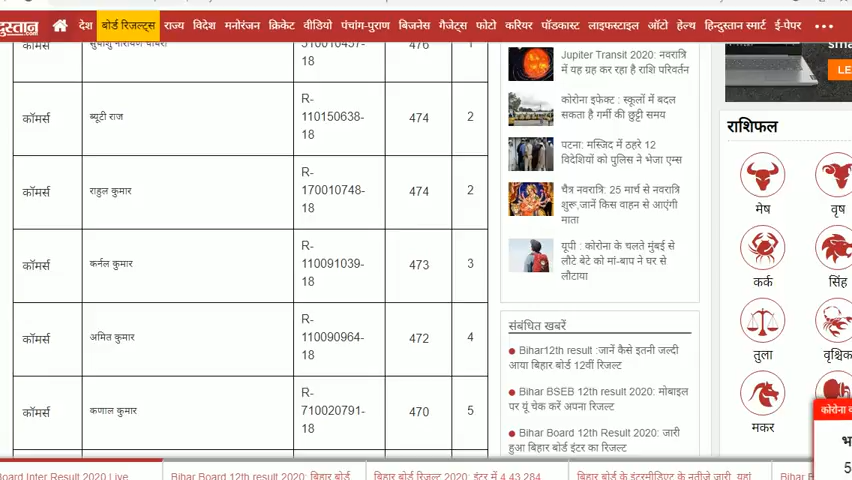 दुस्तान
देश
बोर्ड रिजल्ट्स
राज्य
विदेश
मनोरंजन
क्रिकेट
वीडियो
पंचांग-पुराण
बिजनेस
गैजेट्स
फोटो
करियर
पॉडकास्ट
लाइफस्टाइल
ऑटो
हेल्थ
हिन्दुस्तान स्मार्ट
ई-पेपर
कॉमर्स
476
1
18
कॉमर्स
ब्यूटी राज
R-
110150638-
18
474
2
कॉमर्स
राहुल कुमार
R-
170010748-
18
474
2
कॉमर्स
कर्नल कुमार
R-
110091039-
18
473
3
कॉमर्स
अमित कुमार
R-
110090964-
18
472
4
कॉमर्स
कणाल कुमार
R-
710020791-
18
470
5
Jupiter Transit 2020: नवरात्रि
में यह ग्रह कर रहा है राशि परिवर्तन
कोरोना इफेक्ट : स्कूलों में बदल
सकता है गर्मी की छुट्टी समय
पटना: मस्जिद में ठहरे 12
विदेशियों को पुलिस ने भेजा एम्स
चैत्र नवरात्रि: 25 मार्च से नवरात्रि
शुरू,जानें किस वाहन से आएंगी
माता
यूपी : कोरोना के चलते मुंबई से
लौटे बेटे को मां-बाप ने घर से
लौटाया
संबंधित खबरें
Bihar12th result :जानें कैसे इतनी जल्दी
आया बिहार बोर्ड 12वीं रिजल्ट
Bihar BSEB 12th result 2020: मोबाइल
पर यूं चेक करें अपना रिजल्ट
Bihar Board 12th Result 2020: जारी
हुआ बिहार बोर्ड इंटर का रिजल्ट
sma
LE
राशिफल
मेष
वृष
कर्क
सिंह
तुला
वृश्चिक
मकर
कोरोना
भ
5
Board Inter Result 2020 Live
Bihar Board 12th result 2020: बिहार बोर्ड
बिहार बोर्ड रिजल्ट 2020: इंटर में 4,43,284
बिहार बोर्ड के इंटरमीडिएट के नतीजे जारी, यहां
Bihar B